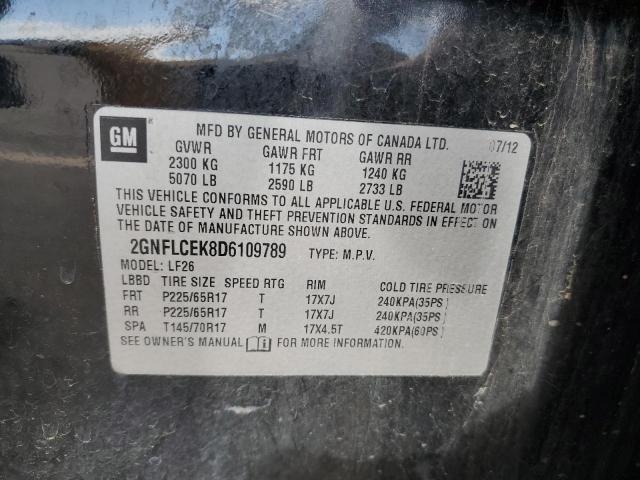 GM
MFD BY GENERAL MOTORS OF CANADA LTD. 07/12
GVWR GAWR FRT GAWR RR
2300 KG 1175 KG 1240 KG
5070 LB 2590 LB 2733 LB
THIS VEHICLE CONFORMS TO ALL APPLICABLE U.S. FEDERAL MOTOR
VEHICLE SAFETY AND THEFT PREVENTION STANDARDS IN EFFECT ON
THE DATE OF MANUFACTURE SHOWN ABOVE.
2GNFLCEK8D6109789 TYPE: M.P.V.
MODEL: LF26
LBBD TIRE SIZE SPEED RTG RIM COLD TIRE PRESSURE
FRT P225/65R17 T 17X7J 240KPA(35PS
RR P225/65R17 T 17X7J 240KPA(35PS
SPA T145/70R17 M 17X4.5T 420KPA(60PS
SEE OWNER'S MANUAL FOR MORE INFORMATION.